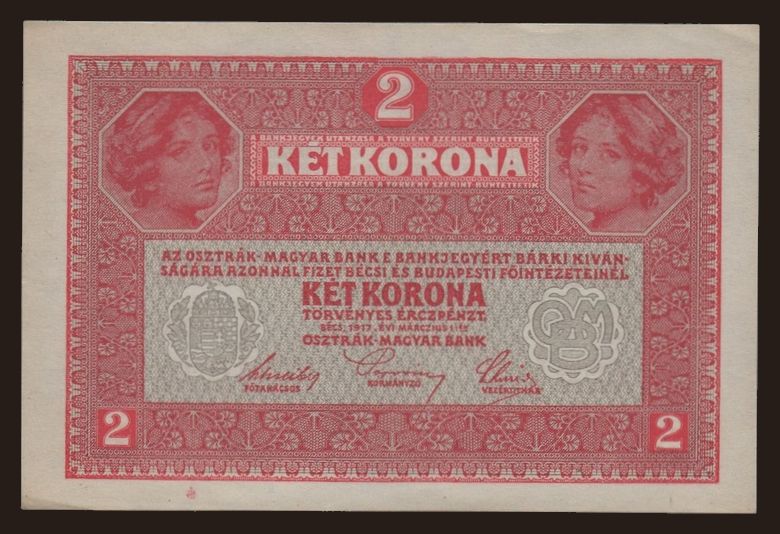 2
A BANKJEGYEK UTÁNZÁSA A TÖRVÉNY SZERINT BÜNTETTETIK
KÉT KORONA
A BANKJEGYEK UTÁNZÁSA A TÖRVÉNY SZERINT BÜNTETTETIK
AZ OSZTRÁK-MAGYAR BANK E BANKJEGYÉRT BÁRKI KIVÁN-
SÁGÁRA AZONNAL FIZET BÉCSI ÉS BUDAPESTI FŐINTÉZETEINÉL
KÉT KORONA
TÖRVÉNYES ÉRCZPÉNZT.
BÉCS, 1917. ÉVI MÁRCZIUS 1-ÉN
OSZTRÁK-MAGYAR BANK
FŐTANÁCSOS KORMÁNYZÓ VEZÉRTITKÁR
2 2